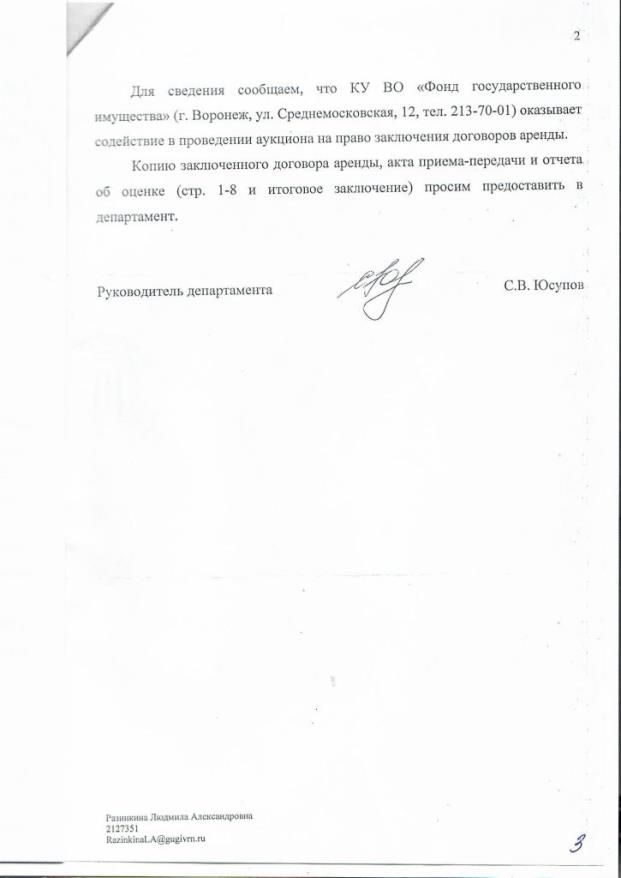 2
Для сведения сообщаем, что КУ ВО «Фонд государственного
имущества» (г. Воронеж, ул. Среднемосковская, 12, тел. 213-70-01) оказывает
содействие в проведении аукциона на право заключения договоров аренды.
Копию заключенного договора аренды, акта приема-передачи и отчета
об оценке (стр. 1-8 и итоговое заключение) просим предоставить в
департамент.
Руководитель департамента
С.В. Юсупов
Разинкина Людмила Александровна
2127351
RazinkinaLA@gugivrn.ru
3